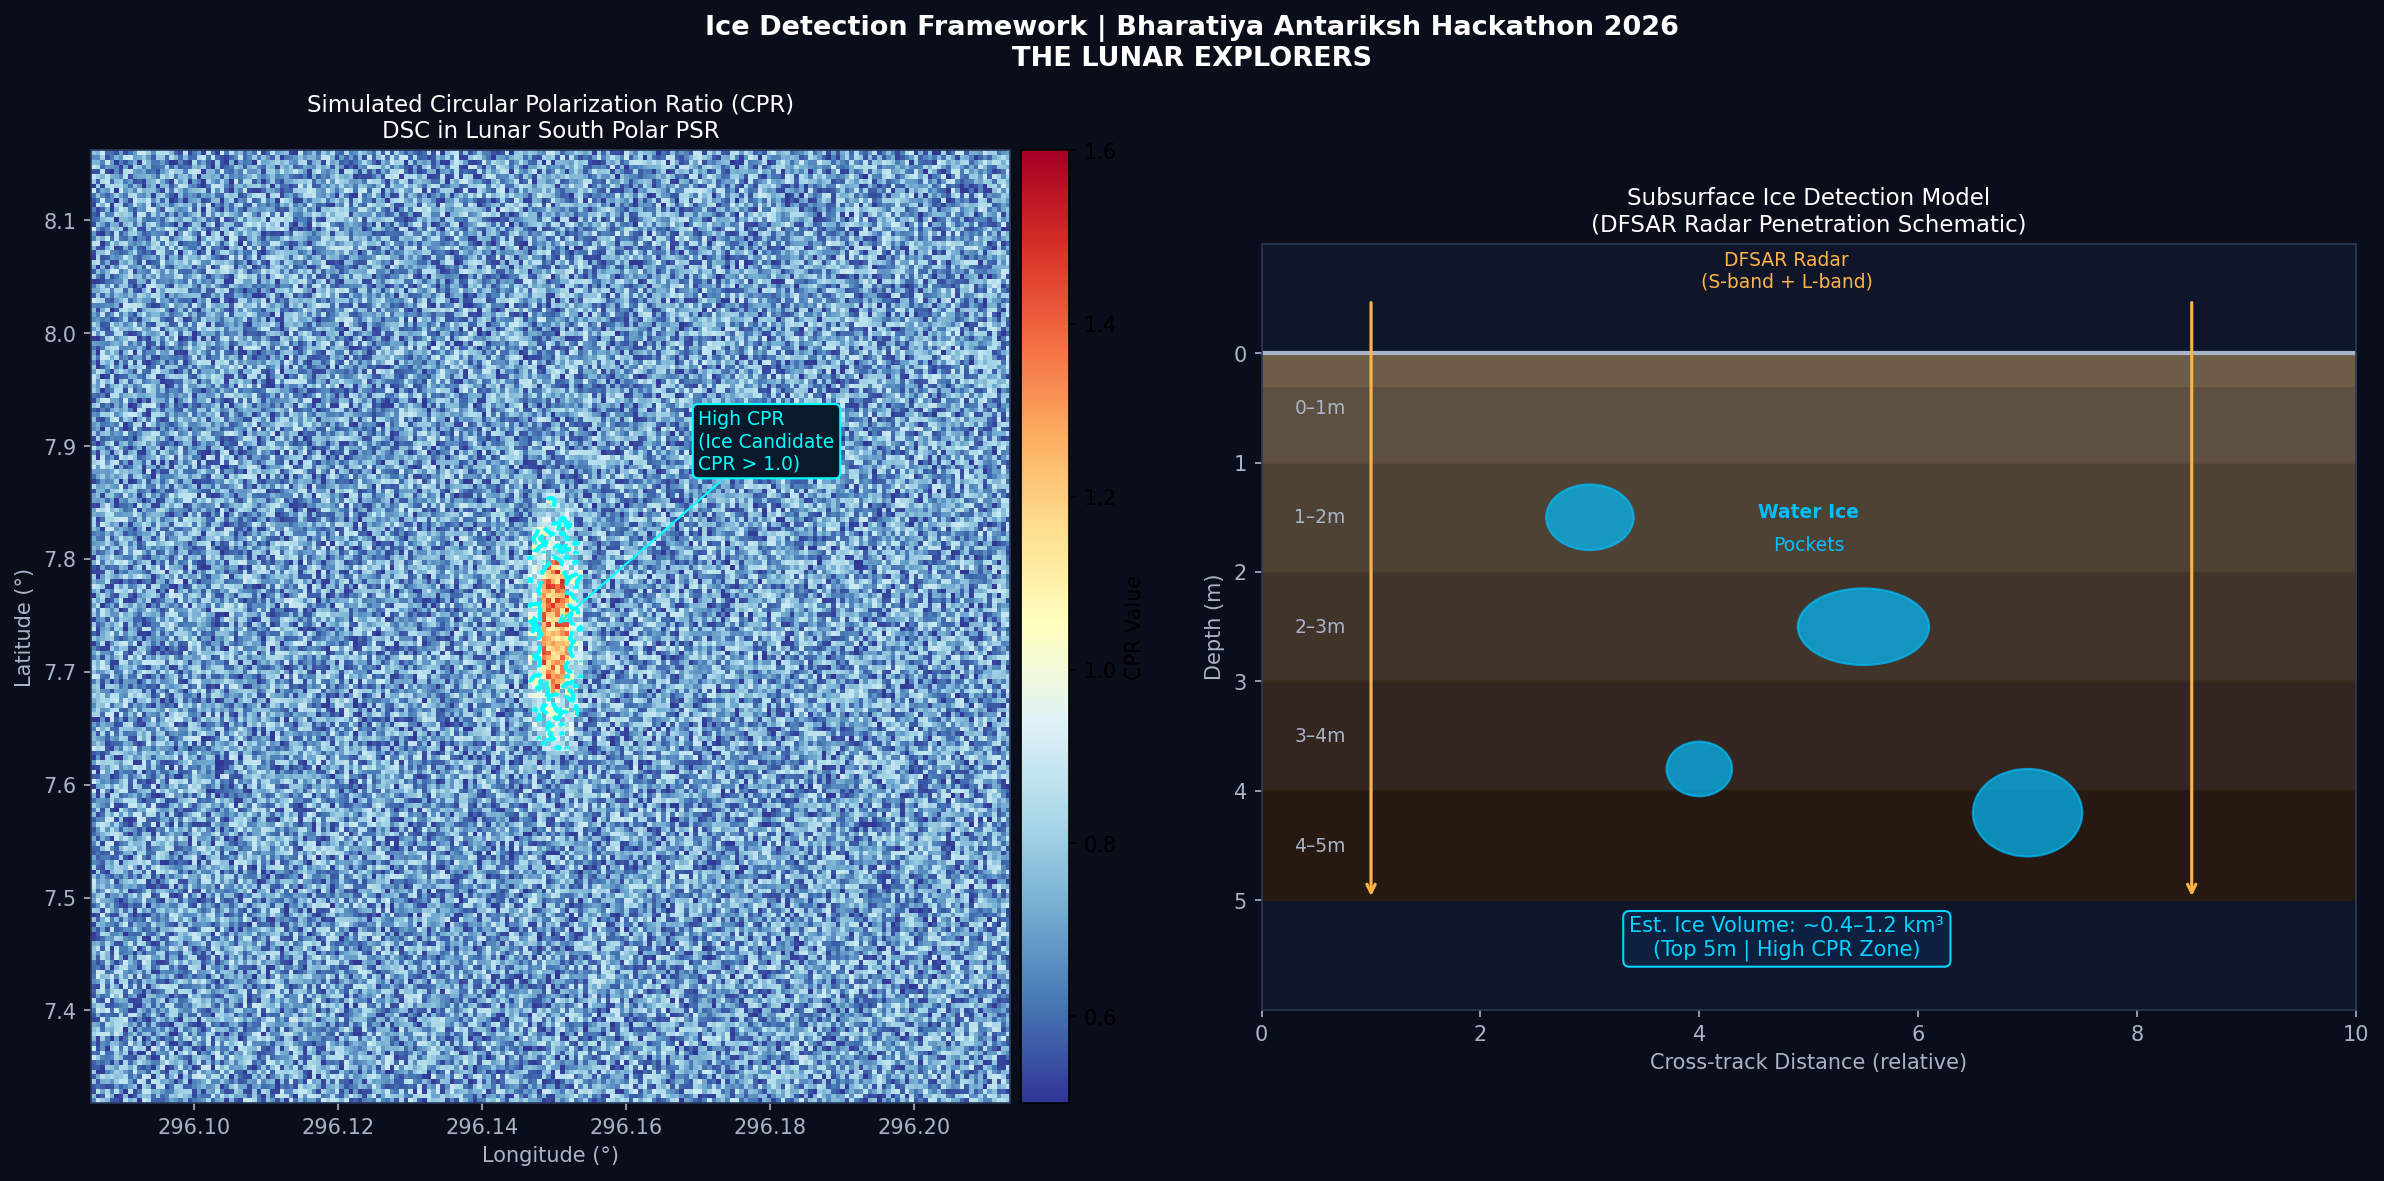 Ice Detection Framework | Bharatiya Antariksh Hackathon 2026
THE LUNAR EXPLORERS
Simulated Circular Polarization Ratio (CPR)
DSC in Lunar South Polar PSR
Latitude (°)
8.1
8.0
7.9
7.8
7.7
7.6
7.5
7.4
High CPR
(Ice Candidate
CPR > 1.0)
296.10
296.12
296.14
296.16
296.18
296.20
Longitude (°)
1.6
1.4
1.2
1.0
0.8
0.6
CPR Value
Subsurface Ice Detection Model
(DFSAR Radar Penetration Schematic)
DFSAR Radar
(S-band + L-band)
Depth (m)
0
1
2
3
4
5
0–1m
1–2m
2–3m
3–4m
4–5m
Water Ice
Pockets
Est. Ice Volume: ~0.4–1.2 km³
(Top 5m | High CPR Zone)
0
2
4
6
8
10
Cross-track Distance (relative)